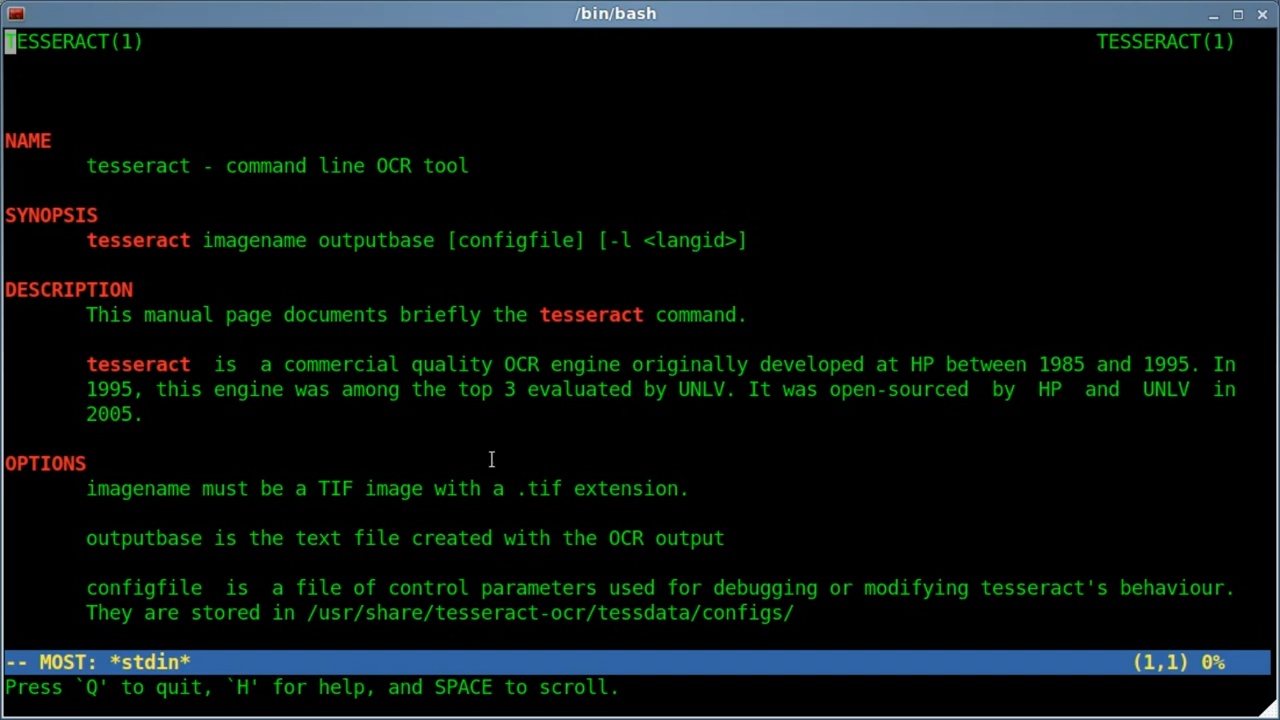 /bin/bash
TESSERACT(1) TESSERACT(1)
NAME
tesseract - command line OCR tool
SYNOPSIS
tesseract imagename outputbase [configfile] [-l <langid>]
DESCRIPTION
This manual page documents briefly the tesseract command.
tesseract  is  a commercial quality OCR engine originally developed at HP between 1985 and 1995. In
1995, this engine was among the top 3 evaluated by UNLV. It was open-sourced  by  HP  and  UNLV  in
2005.
OPTIONS
imagename must be a TIF image with a .tif extension.
outputbase is the text file created with the OCR output
configfile  is  a file of control parameters used for debugging or modifying tesseract's behaviour.
They are stored in /usr/share/tesseract-ocr/tessdata/configs/
-- MOST: *stdin* (1,1) 0%
Press `Q' to quit, `H' for help, and SPACE to scroll.